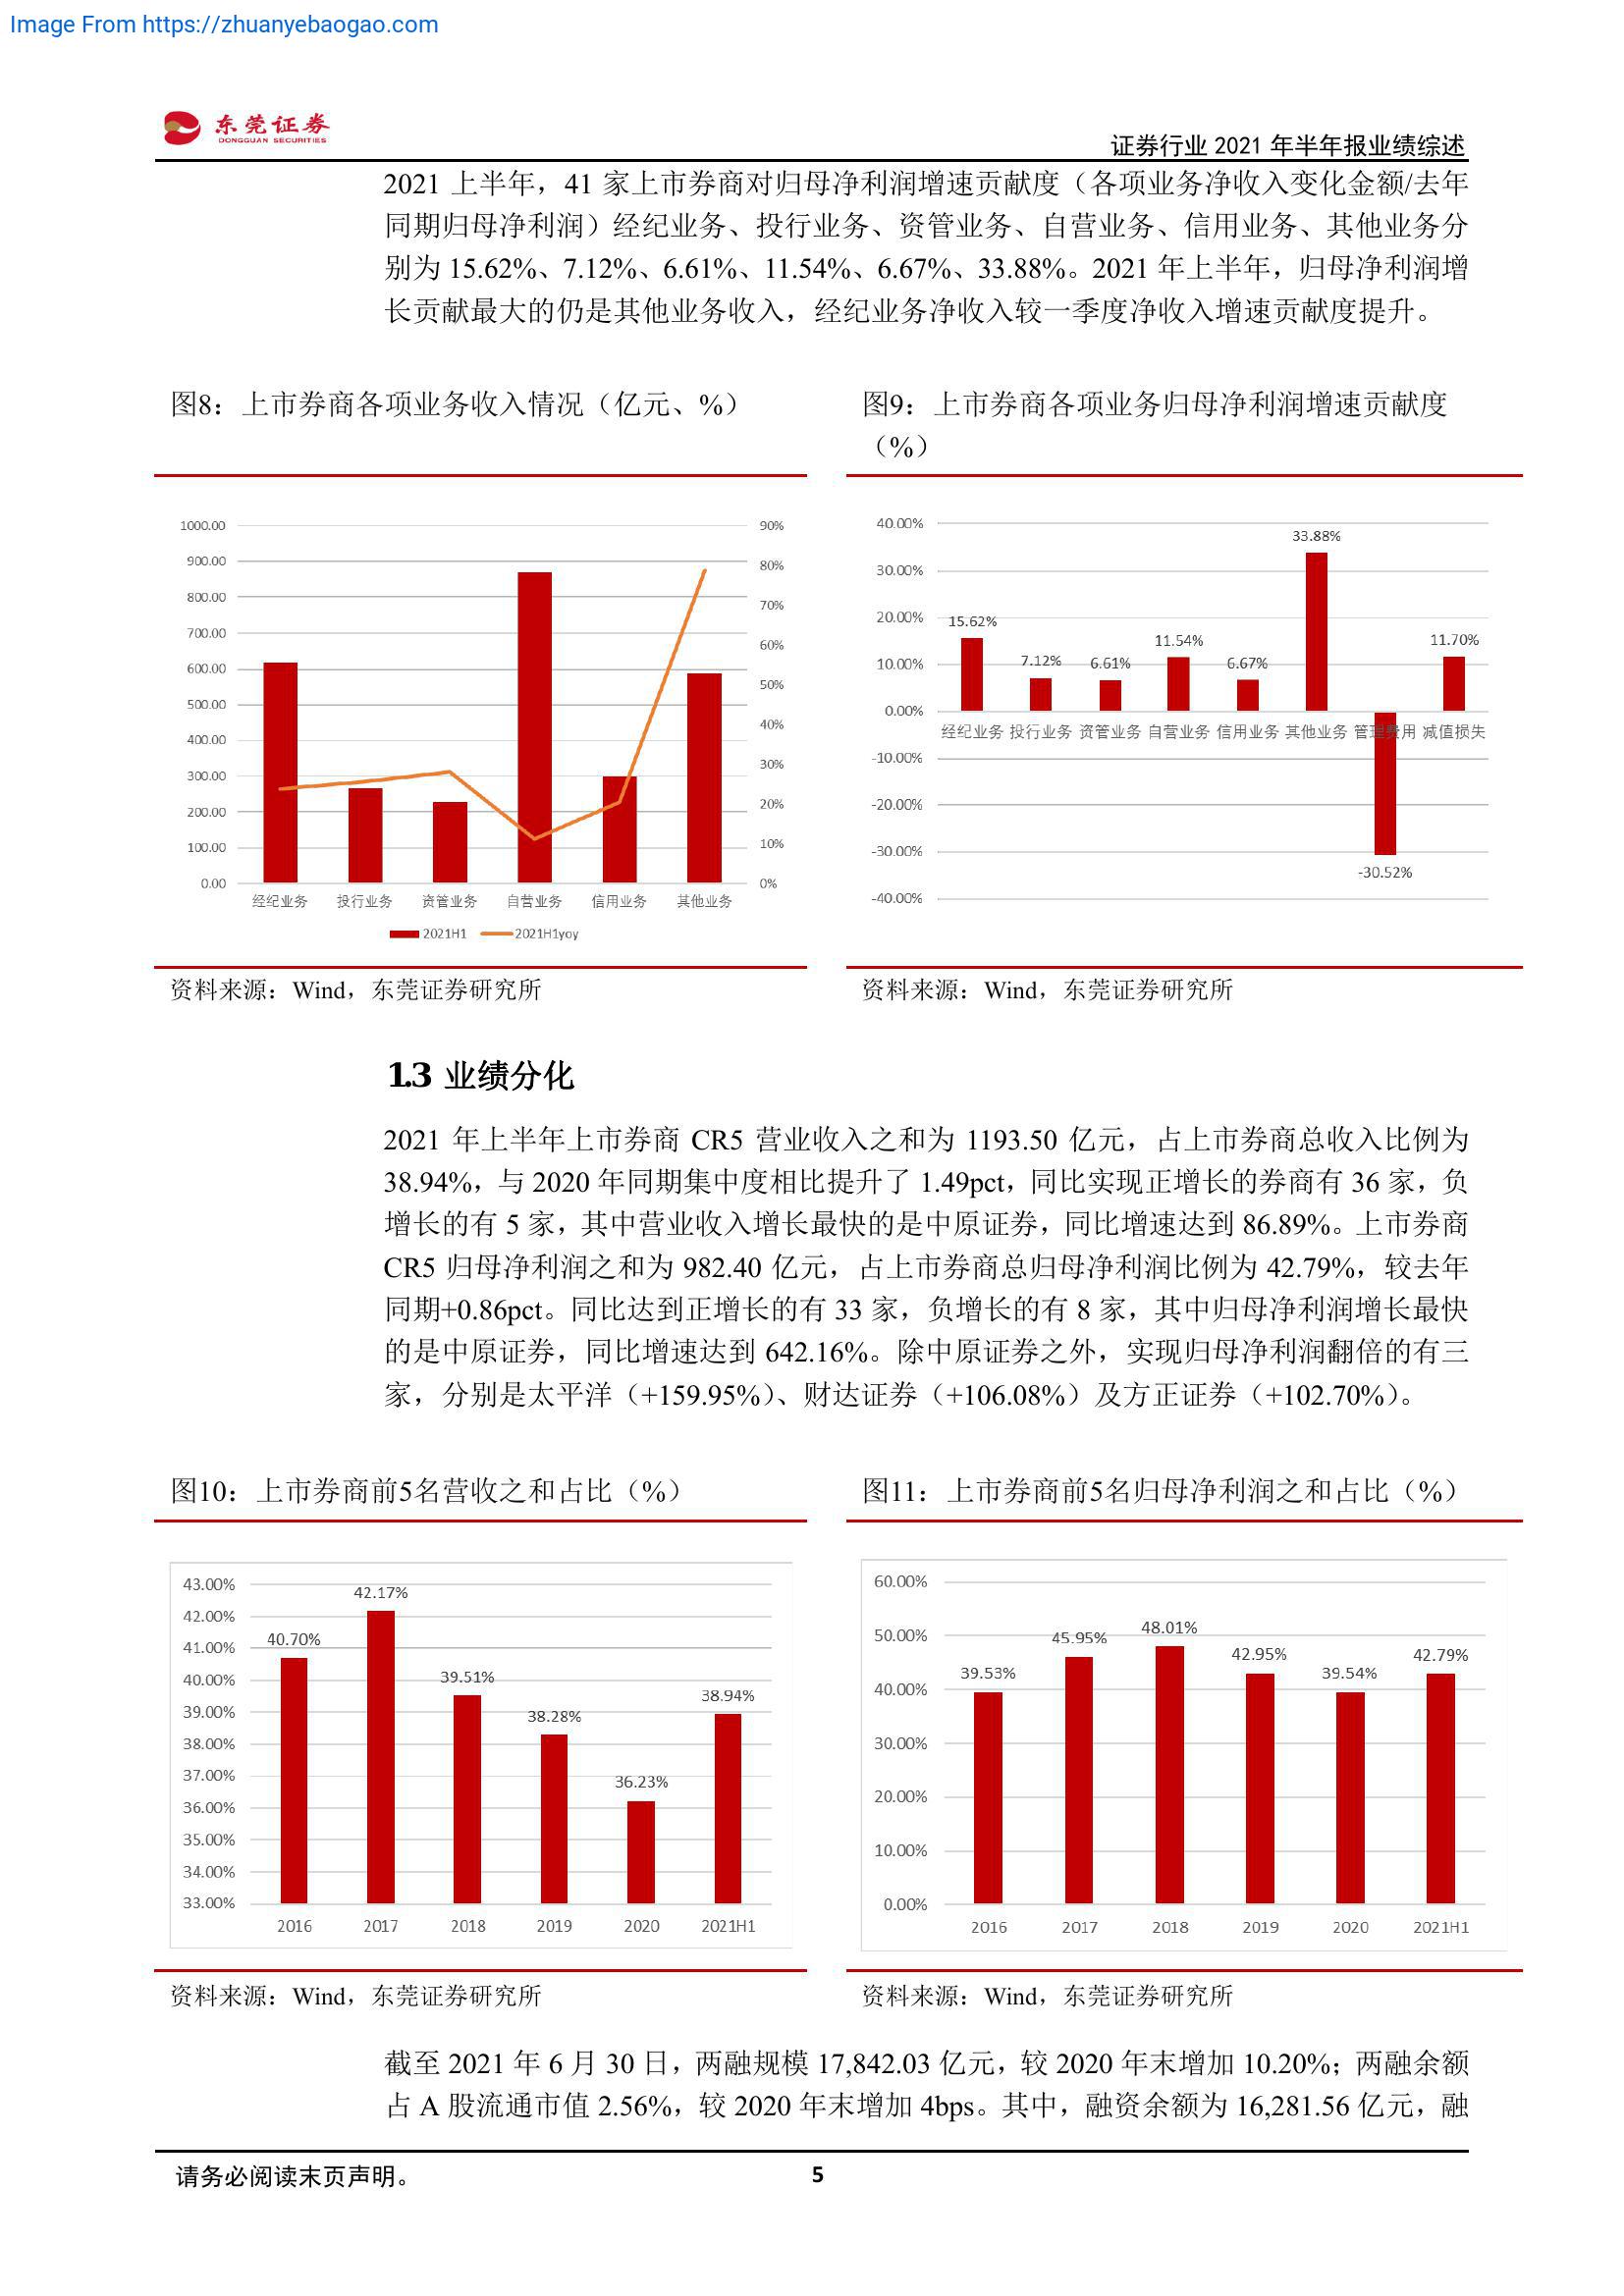 Image From https://zhuanyebaogao.com
东莞证券
DONGGUAN SECURITIES
证券行业 2021 年半年报业绩综述
2021 上半年，41 家上市券商对归母净利润增速贡献度（各项业务净收入变化金额/去年
同期归母净利润）经纪业务、投行业务、资管业务、自营业务、信用业务、其他业务分
别为 15.62%、7.12%、6.61%、11.54%、6.67%、33.88%。2021 年上半年，归母净利润增
长贡献最大的仍是其他业务收入，经纪业务净收入较一季度净收入增速贡献度提升。
图8：上市券商各项业务收入情况（亿元、%）
1000.00
900.00
800.00
700.00
600.00
500.00
400.00
300.00
200.00
100.00
0.00
90%
80%
70%
60%
50%
40%
30%
20%
10%
0%
经纪业务 投行业务 资管业务 自营业务 信用业务 其他业务
2021H1 2021H1yoy
资料来源：Wind，东莞证券研究所
图9：上市券商各项业务归母净利润增速贡献度
（%）
40.00%
30.00%
20.00%
10.00%
0.00%
-10.00%
-20.00%
-30.00%
-40.00%
15.62%
7.12%
6.61%
11.54%
6.67%
33.88%
-30.52%
11.70%
经纪业务 投行业务 资管业务 自营业务 信用业务 其他业务 管理费用 减值损失
资料来源：Wind，东莞证券研究所
1.3 业绩分化
2021 年上半年上市券商 CR5 营业收入之和为 1193.50 亿元，占上市券商总收入比例为
38.94%，与 2020 年同期集中度相比提升了 1.49pct，同比实现正增长的券商有 36 家，负
增长的有 5 家，其中营业收入增长最快的是中原证券，同比增速达到 86.89%。上市券商
CR5 归母净利润之和为 982.40 亿元，占上市券商总归母净利润比例为 42.79%，较去年
同期+0.86pct。同比达到正增长的有 33 家，负增长的有 8 家，其中归母净利润增长最快
的是中原证券，同比增速达到 642.16%。除中原证券之外，实现归母净利润翻倍的有三
家，分别是太平洋（+159.95%）、财达证券（+106.08%）及方正证券（+102.70%）。
图10：上市券商前5名营收之和占比（%）
43.00%
42.00%
41.00%
40.00%
39.00%
38.00%
37.00%
36.00%
35.00%
34.00%
33.00%
40.70%
42.17%
39.51%
38.28%
36.23%
38.94%
2016 2017 2018 2019 2020 2021H1
资料来源：Wind，东莞证券研究所
图11：上市券商前5名归母净利润之和占比（%）
60.00%
50.00%
40.00%
30.00%
20.00%
10.00%
0.00%
39.53%
45.95%
48.01%
42.95%
39.54%
42.79%
2016 2017 2018 2019 2020 2021H1
资料来源：Wind，东莞证券研究所
截至 2021 年 6 月 30 日，两融规模 17,842.03 亿元，较 2020 年末增加 10.20%；两融余额
占 A 股流通市值 2.56%，较 2020 年末增加 4bps。其中，融资余额为 16,281.56 亿元，融
请务必阅读末页声明。
5